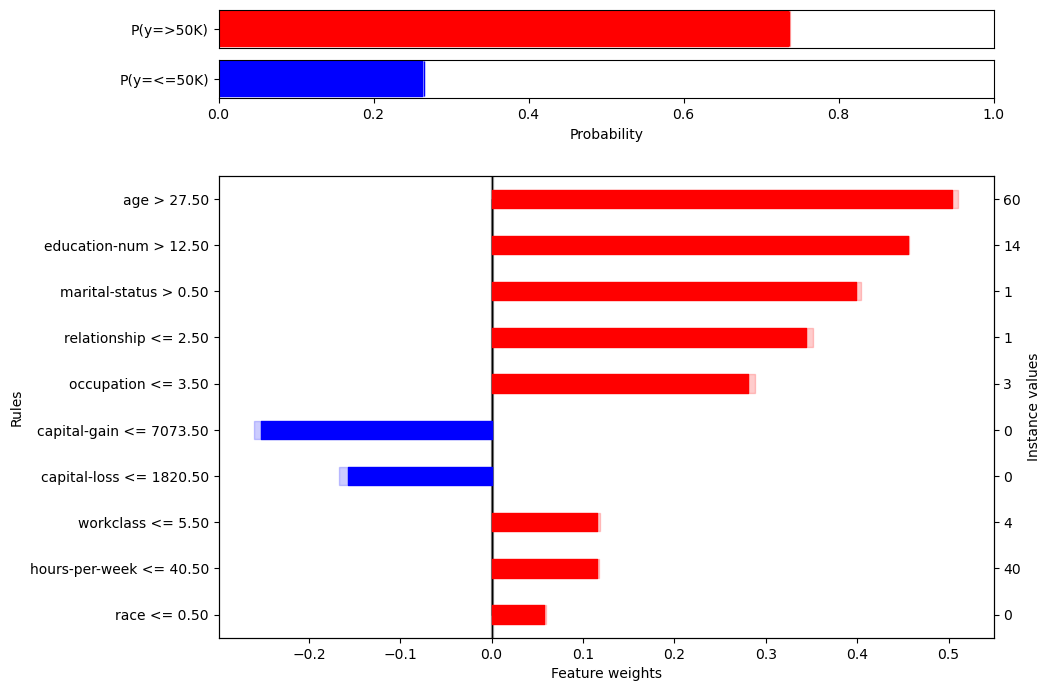 P(y=>50K)
P(y=<=50K)
0.0 0.2 0.4 0.6 0.8 1.0
Probability
age > 27.50 60
education-num > 12.50 14
marital-status > 0.50 1
relationship <= 2.50 1
occupation <= 3.50 3
capital-gain <= 7073.50 0
capital-loss <= 1820.50 0
workclass <= 5.50 4
hours-per-week <= 40.50 40
race <= 0.50 0
Rules
Instance values
−0.2 −0.1 0.0 0.1 0.2 0.3 0.4 0.5
Feature weights